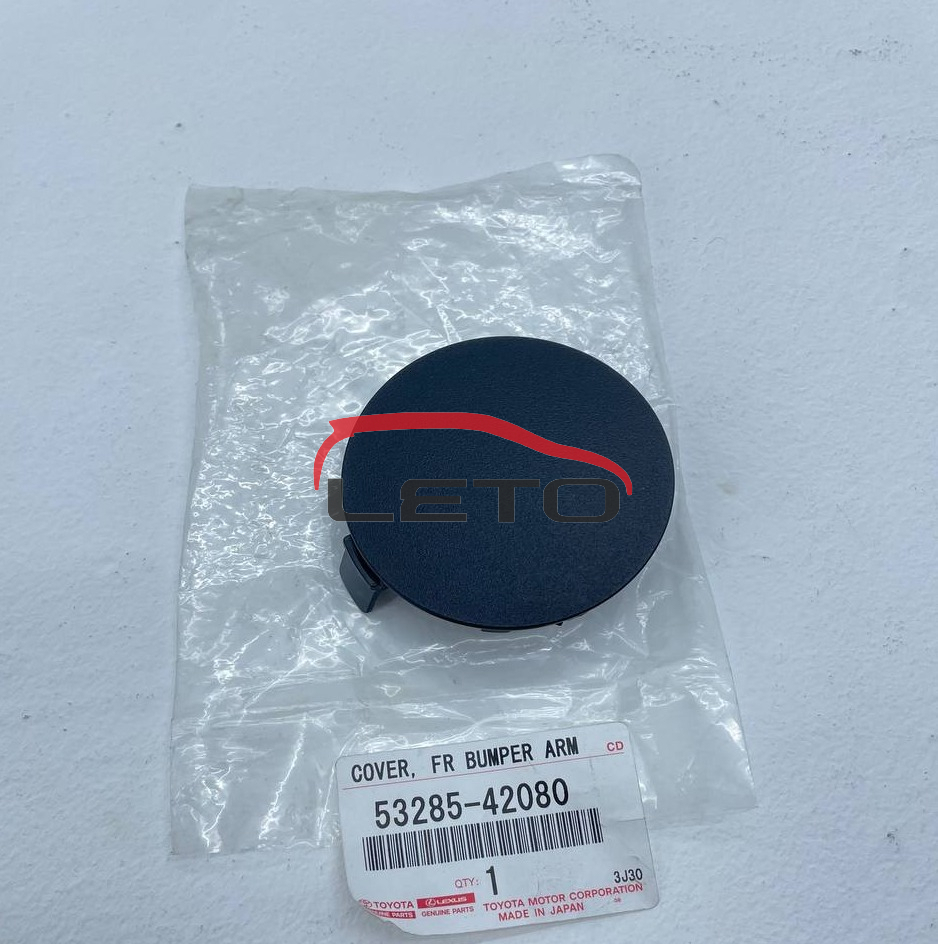 LETO
COVER, FR BUMPER ARM CD
53285-42080
QTY: 1 3J30
TOYOTA LEXUS TOYOTA MOTOR CORPORATION
GENUINE PARTS GENUINE PARTS MADE IN JAPAN